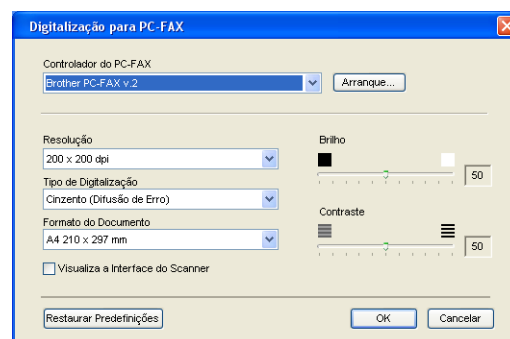 Digitalização para PC-FAX
Controlador do PC-FAX
Brother PC-FAX v.2
Arranque...
Resolução
200 x 200 dpi
Tipo de Digitalização
Cinzento (Difusão de Erro)
Formato do Documento
A4 210 x 297 mm
Visualiza a Interface do Scanner
Brilho
50
Contraste
50
Restaurar Predefinições
OK
Cancelar